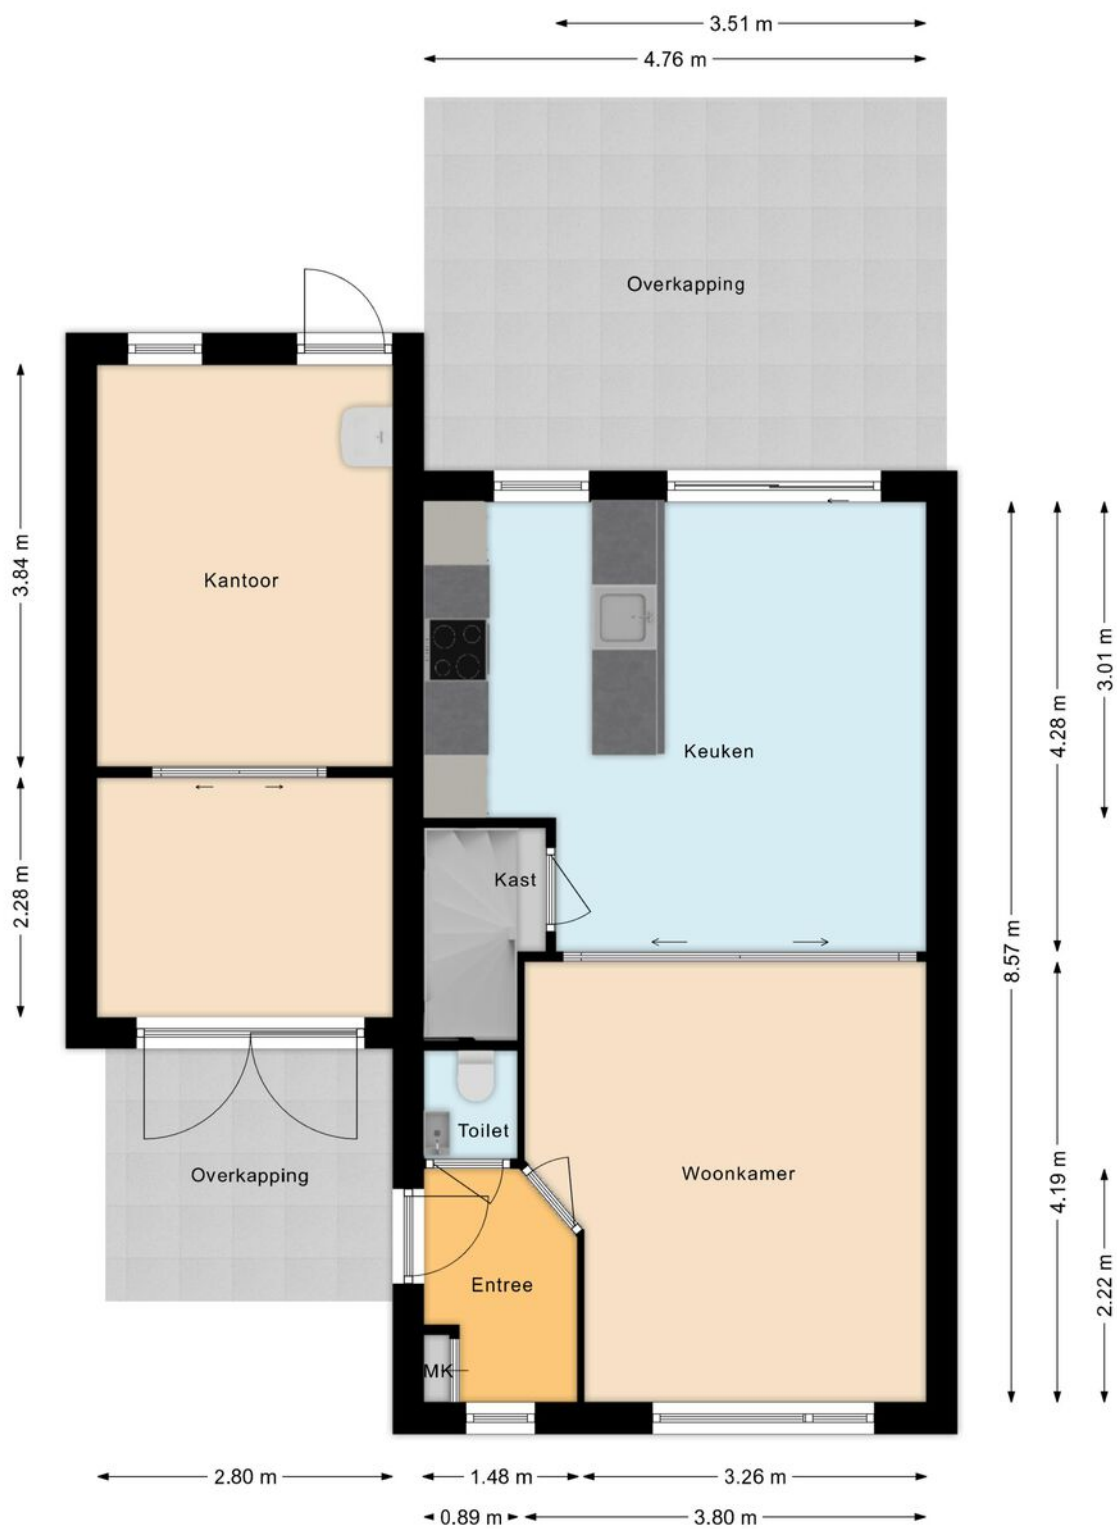 3.51 m
4.76 m
Overkapping
Kantoor
3.84 m
3.01 m
4.28 m
Keuken
Kast
2.28 m
8.57 m
Toilet
Overkapping
Woonkamer
4.19 m
2.22 m
Entree
MK
2.80 m
1.48 m
3.26 m
0.89 m
3.80 m